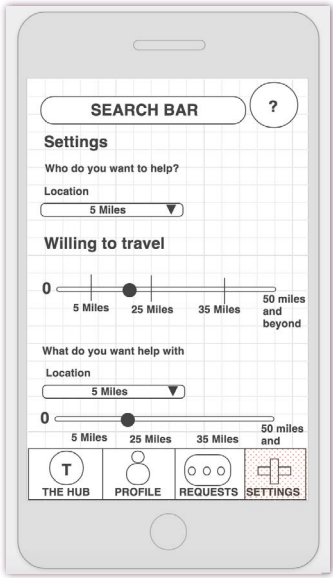 SEARCH BAR
?
Settings
Who do you want to help?
Location
5 Miles
Willing to travel
0
5 Miles
25 Miles
35 Miles
50 miles
and
beyond
What do you want help with
Location
5 Miles
0
5 Miles
25 Miles
35 Miles
50 miles
and
T
THE HUB
PROFILE
REQUESTS
SETTINGS